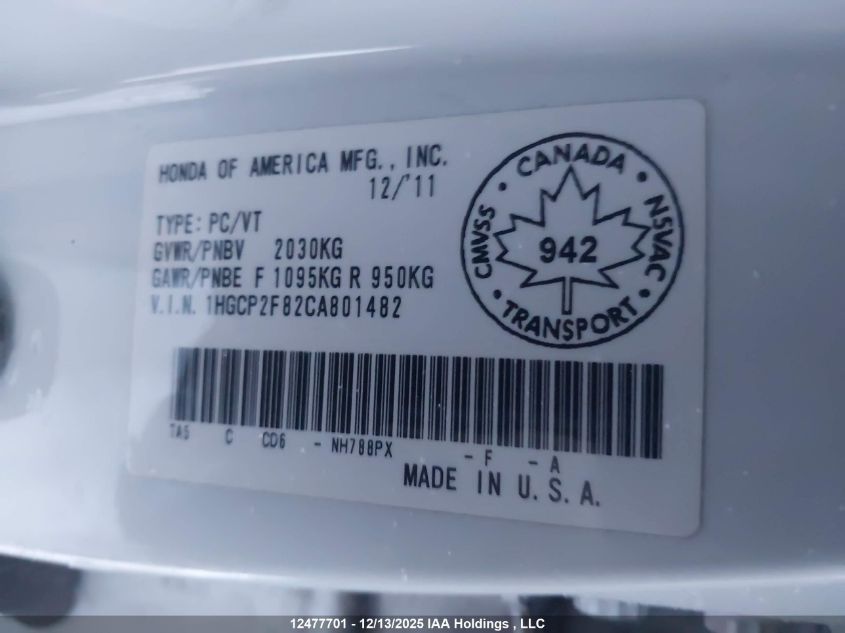 HONDA OF AMERICA MFG., INC.
12/'11
TYPE: PC/VT
GVWR/PNBV 2030KG
GAWR/PNBE F 1095KG R 950KG
V.I.N. 1HGCP2F82CA801482
CANADA
CMVSS
NSVAC
942
TRANSPORT
TA5 C CD6 - NH788PX - F - A
MADE IN U.S.A.
12477701 - 12/13/2025 IAA Holdings , LLC